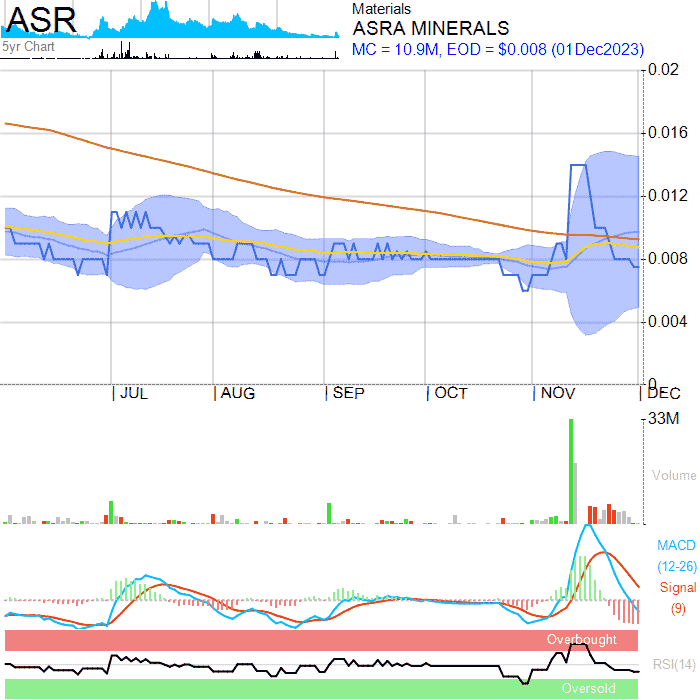 ASR
5yr Chart
Materials
ASRA MINERALS
MC = 10.9M, EOD = $0.008 (01Dec2023)
0.02
0.016
0.012
0.008
0.004
0
JUL AUG SEP OCT NOV DEC
33M
Volume
MACD
(12-26)
Signal
(9)
Overbought
RSI(14)
Oversold